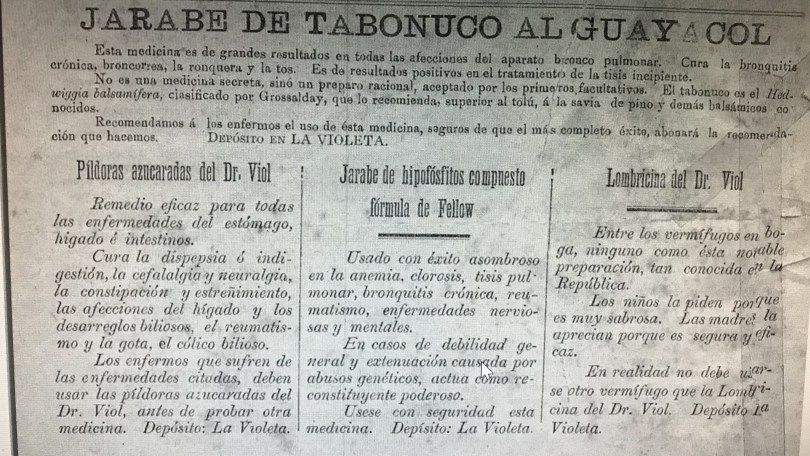 JARABE DE TABONUCO AL GUAYACOL
Esta medicina es de grandes resultados en todas las afecciones del aparato bronco pulmonar. Cura la bronquitis
crónica, broncorrea, la ronquera y la tos. Es de resultados positivos en el tratamiento de la tisis incipiente.
No es una medicina secreta, sinó un preparo racional, aceptado por los primeros facultativos. El tabonuco es el Hed-
wiggia balsamífera, clasificado por Grossalday, que lo recomienda, superior al tolú, á la savia de pino y demás balsámicos co
nocidos.
Recomendamos á los enfermos el uso de ésta medicina, seguros de que el más completo éxito, abonará la recomenda-
ción que hacemos. DEPÓSITO EN LA VIOLETA.
Píldoras azucaradas del Dr. Viol
Remedio eficaz para todas
las enfermedades del estómago,
hígado é intestinos.
Cura la dispepsia ó indi-
gestión, la cefalalgia y neuralgia,
la constipación y estreñimiento,
las afecciones del hígado y los
desarreglos biliosos, el reumatis-
mo y la gota, el cólico bilioso.
Los enfermos que sufren de
las enfermedades citadas, deben
usar las píldoras azucaradas del
Dr. Viol, antes de probar otra
medicina. Depósito: La Violeta.
Jarabe de hipofósfitos compuesto
fórmula de Fellow
Usado con éxito asombroso
en la anemia, clorosis, tisis pul-
monar, bronquitis crónica, reu-
matismo, enfermedades nervio-
sas y mentales.
En casos de debilidad ge-
neral y extenuación causada por
abusos genéticos, actua como re-
constituyente poderoso.
Usese con seguridad esta
medicina. Depósito: La Violeta.
Lombricina del Dr. Viol
Entre los vermífugos en bo-
ga, ninguno como ésta notable
preparación, tan conocida en la
República.
Los niños la piden porque
es muy sabrosa. Las madres la
aprecian porque es segura y efi-
caz.
En realidad no debe usar-
se otro vermífugo que la Lombri-
cina del Dr. Viol. Depósito La
Violeta.